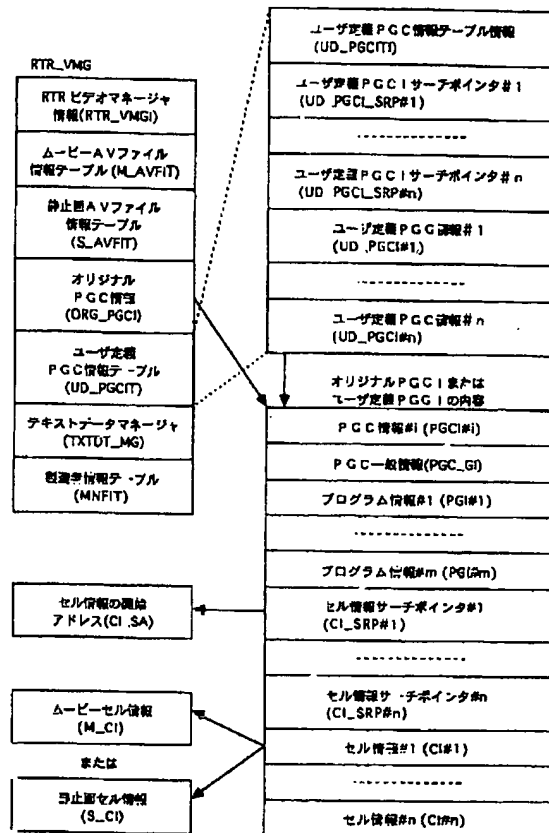 RTR_VMG
RTR ビデオマネージャ
情報(RTR_VMGI)
ムービーAVファイル
情報テーブル(M_AVFIT)
静止画AVファイル
情報テーブル
(S_AVFIT)
オリジナル
PGC情報
(ORG_PGCI)
ユーザ定義
PGC情報テーブル
(UD_PGCIT)
テキストデータマネージャ
(TXTDT_MG)
製造者情報テーブル
(MNFIT)
セル情報の開始
アドレス(CI_SA)
ムービーセル情報
(M_CI)
または
静止画セル情報
(S_CI)
ユーザ定義PGC情報テーブル情報
(UD_PGCITI)
ユーザ定義PGCIサーチポインタ#1
(UD_PGCI_SRP#1)
ユーザ定義PGCIサーチポインタ#n
(UD_PGCI_SRP#n)
ユーザ定義PGC情報#1
(UD_PGCI#1)
ユーザ定義PGC情報#n
(UD_PGCI#n)
オリジナルPGCIまたは
ユーザ定義PGCIの内容
PGC情報#i (PGCI#i)
PGC一般情報(PGC_GI)
プログラム情報#1 (PGI#1)
プログラム情報#m (PGI#m)
セル情報サーチポインタ#1
(CI_SRP#1)
セル情報サーチポインタ#n
(CI_SRP#n)
セル情報#1 (CI#1)
セル情報#n (CI#n)